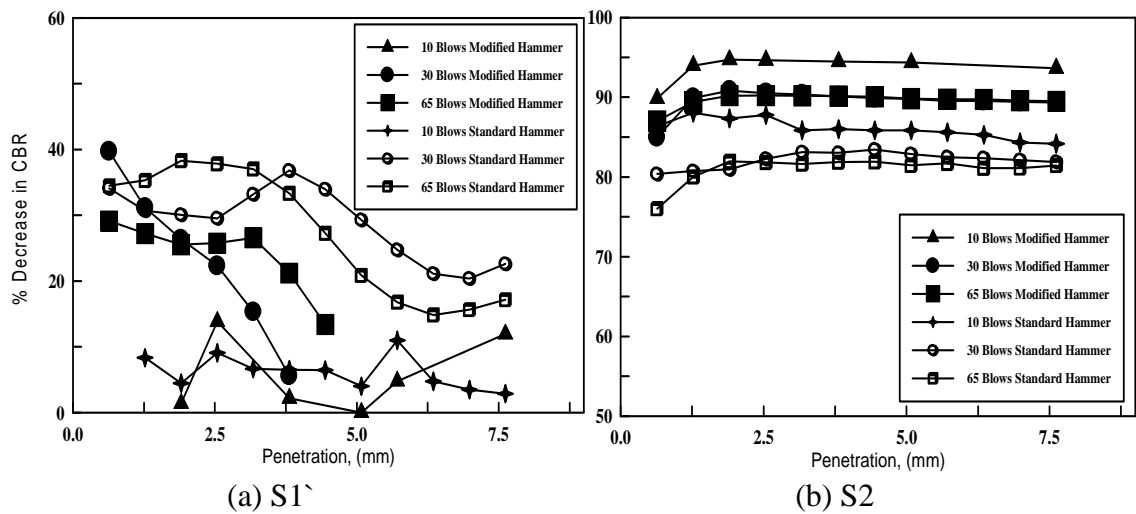 60
40
20
0
% Decrease in CBR
10 Blows Modified Hammer
30 Blows Modified Hammer
65 Blows Modified Hammer
10 Blows Standard Hammer
30 Blows Standard Hammer
65 Blows Standard Hammer
0.0 2.5 5.0 7.5
Penetration, (mm)
(a) S1`
100
90
80
70
60
50
10 Blows Modified Hammer
30 Blows Modified Hammer
65 Blows Modified Hammer
10 Blows Standard Hammer
30 Blows Standard Hammer
65 Blows Standard Hammer
0.0 2.5 5.0 7.5
Penetration, (mm)
(b) S2